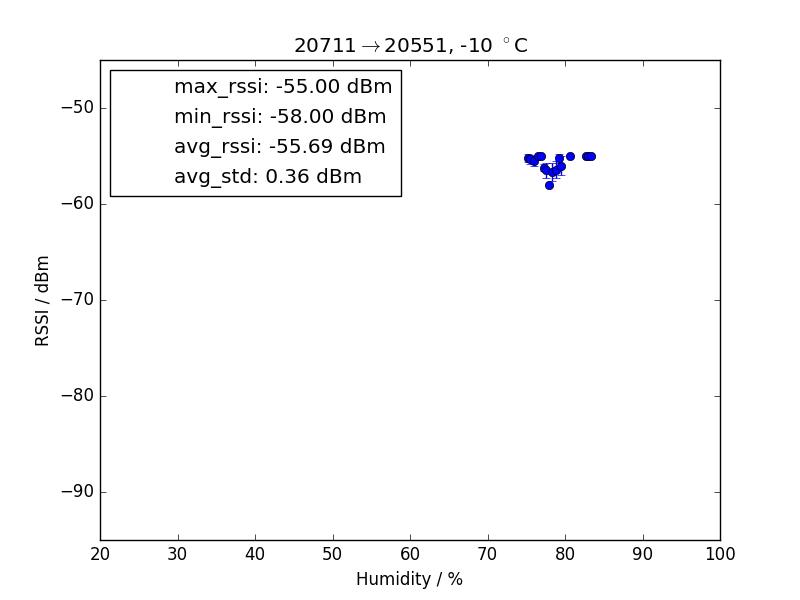 20711→20551, -10 °C
max_rssi: -55.00 dBm
min_rssi: -58.00 dBm
avg_rssi: -55.69 dBm
avg_std: 0.36 dBm
−50
−60
−70
−80
−90
RSSI / dBm
20 30 40 50 60 70 80 90 100
Humidity / %